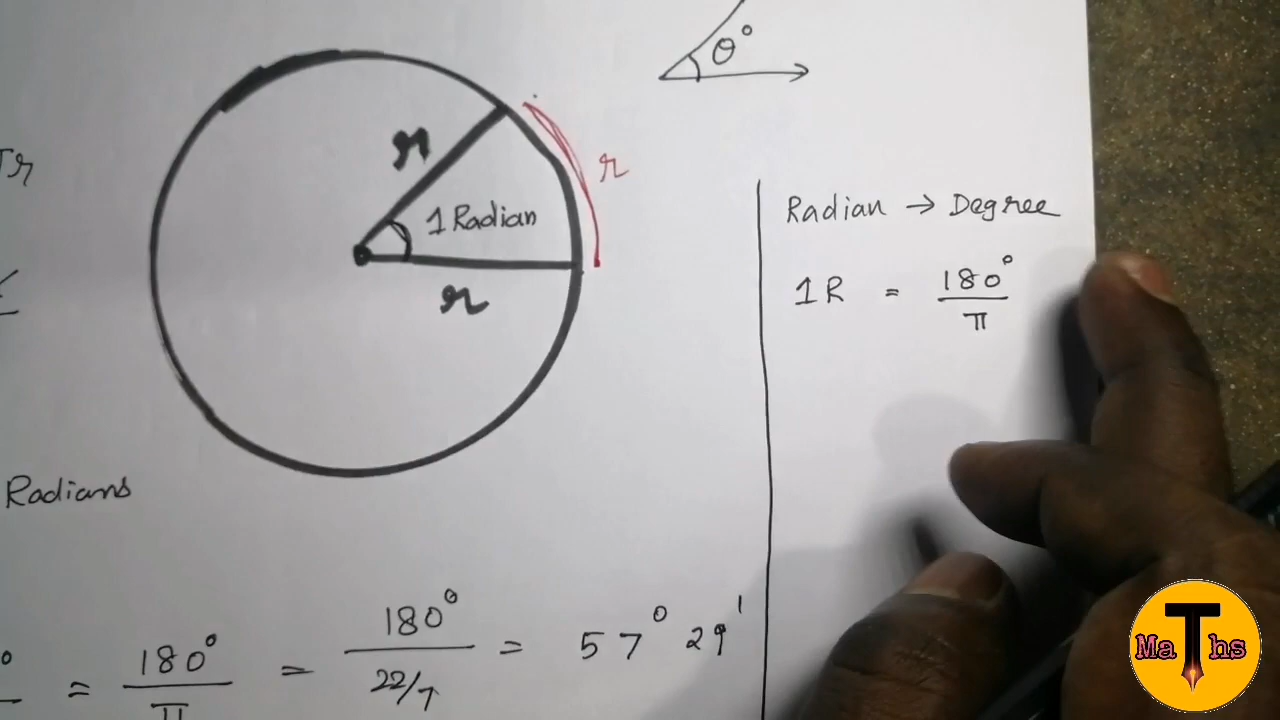 θ°
r
r
1 Radian
r
Radian → Degree
1R = 180°/π
Radians
= 180°/π = 180°/22/7 = 57° 29'
MaThs